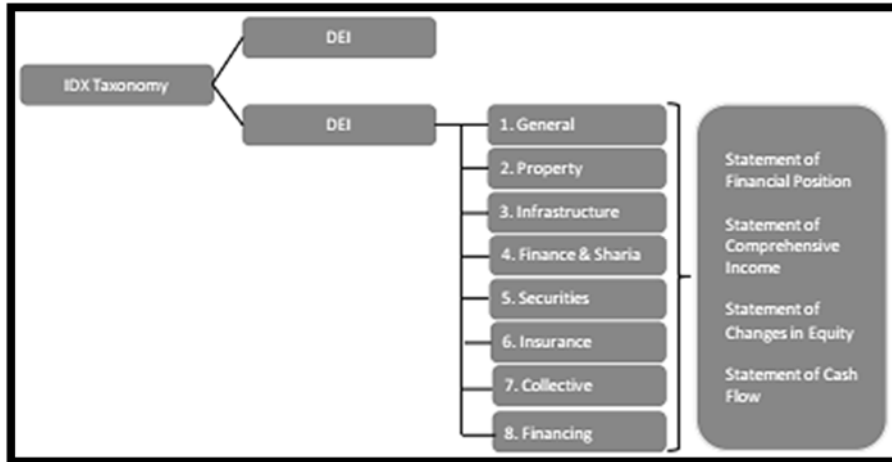 DEI
IDX Taxonomy
DEI
1. General
2. Property
3. Infrastructure
4. Finance & Sharia
5. Securities
6. Insurance
7. Collective
8. Financing
Statement of
Financial Position
Statement of
Comprehensive
Income
Statement of
Changes in Equity
Statement of Cash
Flow